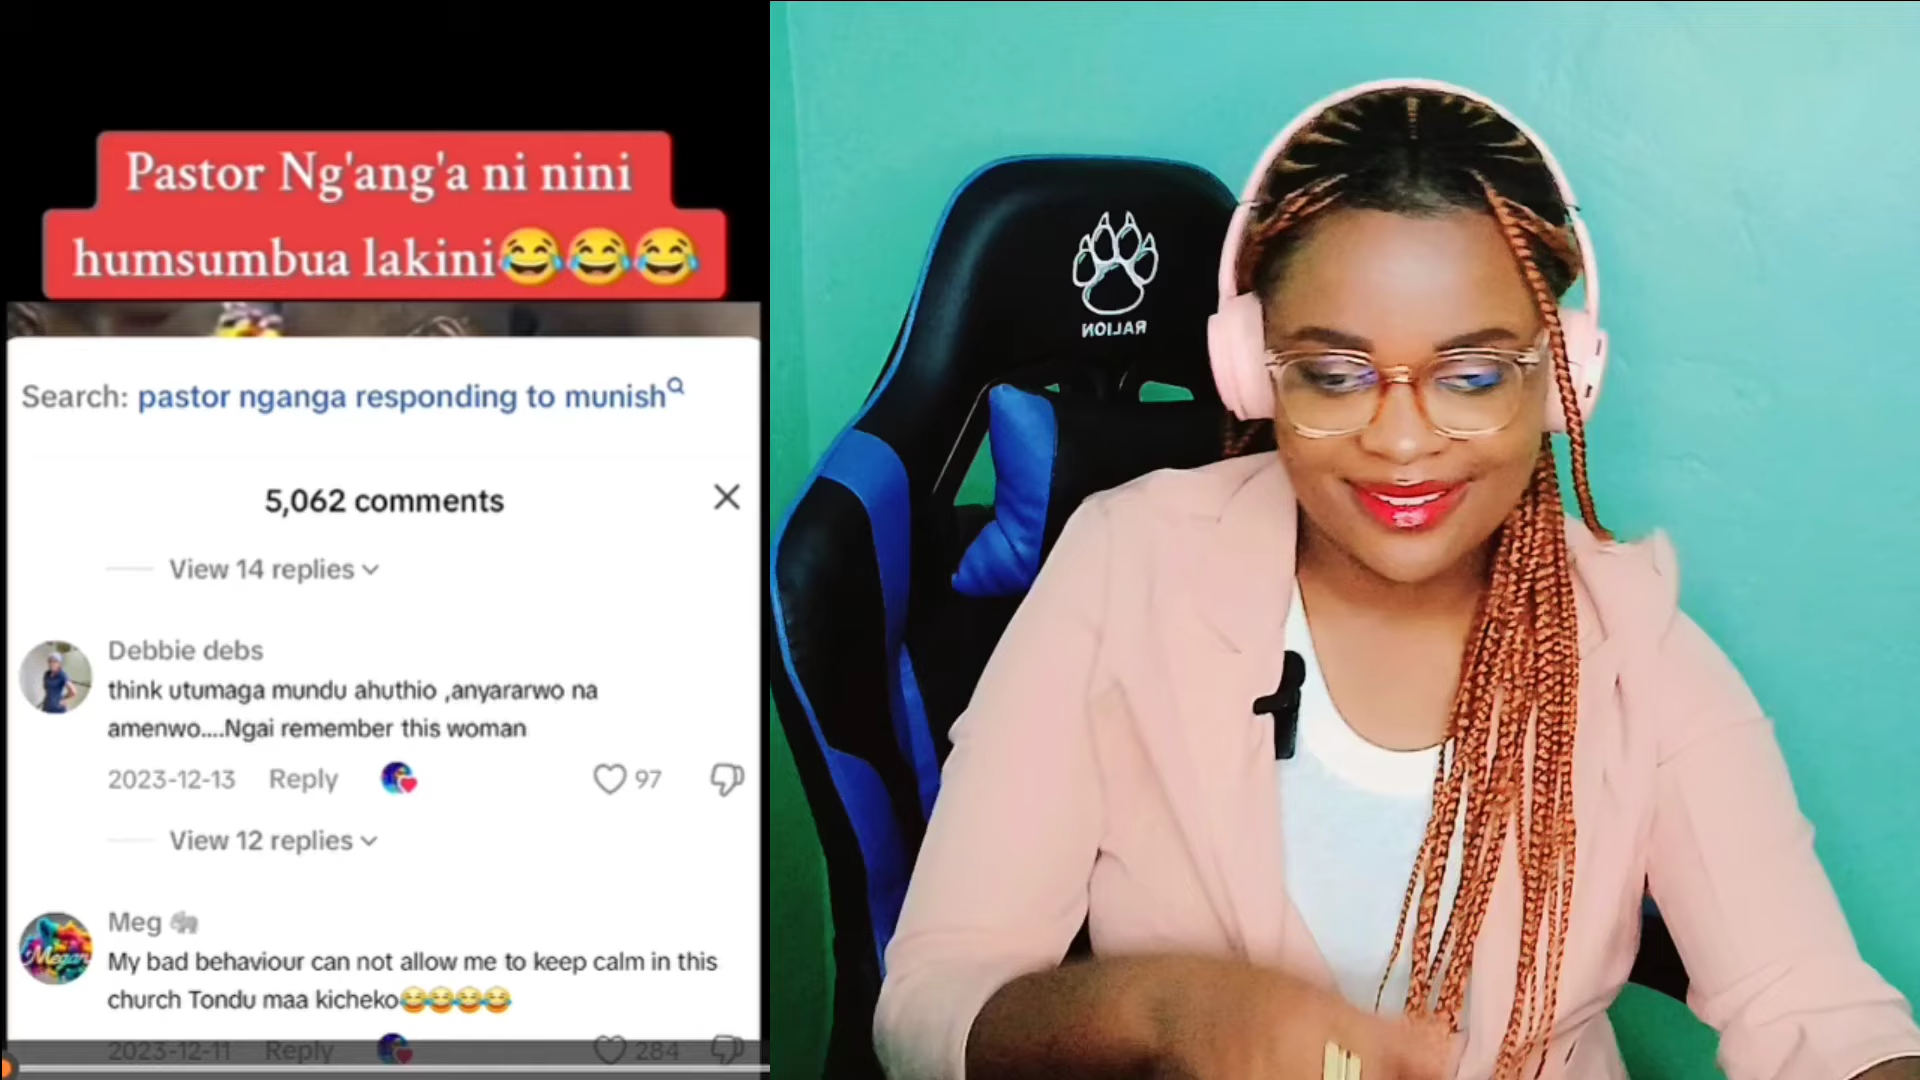 Pastor Ng'ang'a ni nini
humsumbua lakini😂😂😂
Search: pastor nganga responding to munish
5,062 comments
View 14 replies
Debbie debs
think utumaga mundu ahuthio ,anyararwo na
amenwo....Ngai remember this woman
2023-12-13 Reply 97
View 12 replies
Megan
Meg 🐘
My bad behaviour can not allow me to keep calm in this
church Tondu maa kicheko😂😂😂😂
2023-12-11 Reply 284
RALION